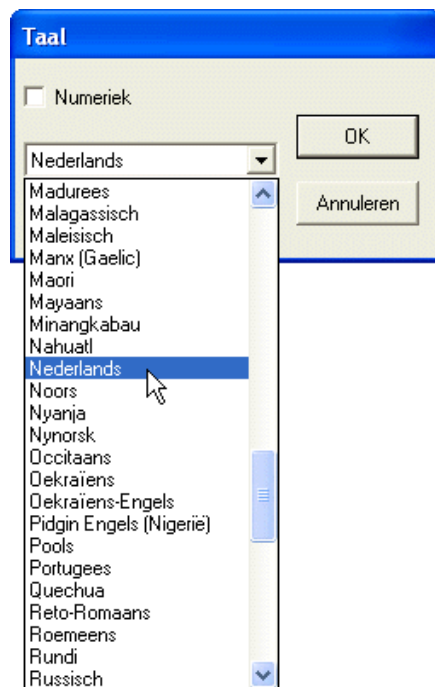 Taal
Numeriek
OK
Nederlands
Annuleren
Madurees
Malagassisch
Maleisisch
Manx (Gaelic)
Maori
Mayaans
Minangkabau
Nahuatl
Nederlands
Noors
Nyanja
Nynorsk
Occitaans
Oekraïens
Oekraïens-Engels
Pidgin Engels (Nigerië)
Pools
Portugees
Quechua
Reto-Romaans
Roemeens
Rundi
Russisch